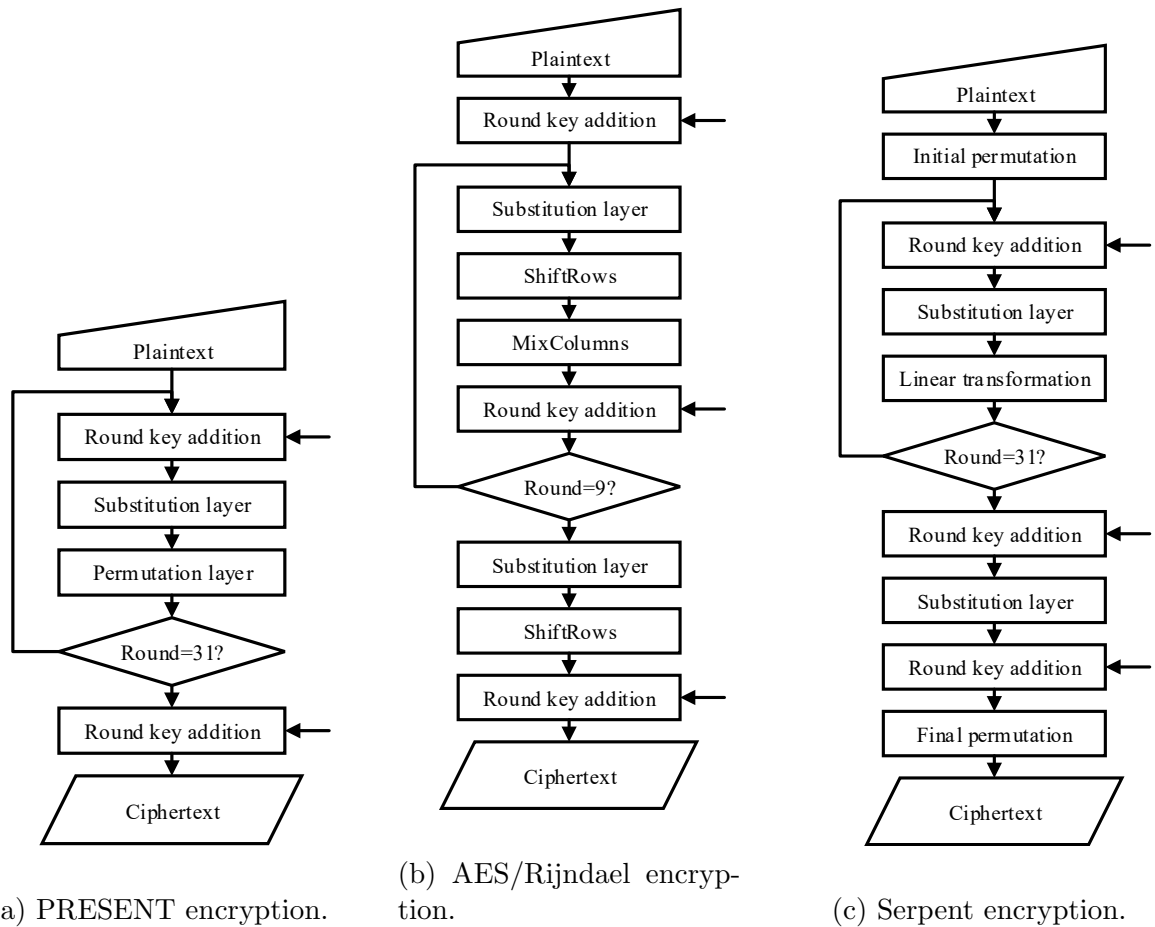 Plaintext
Round key addition
Substitution layer
Permutation layer
Round=31?
Round key addition
Ciphertext
a) PRESENT encryption.
Plaintext
Round key addition
Substitution layer
ShiftRows
MixColumns
Round key addition
Round=9?
Substitution layer
ShiftRows
Round key addition
Ciphertext
(b) AES/Rijndael encryp-
tion.
Plaintext
Initial permutation
Round key addition
Substitution layer
Linear transformation
Round=31?
Round key addition
Substitution layer
Round key addition
Final permutation
Ciphertext
(c) Serpent encryption.